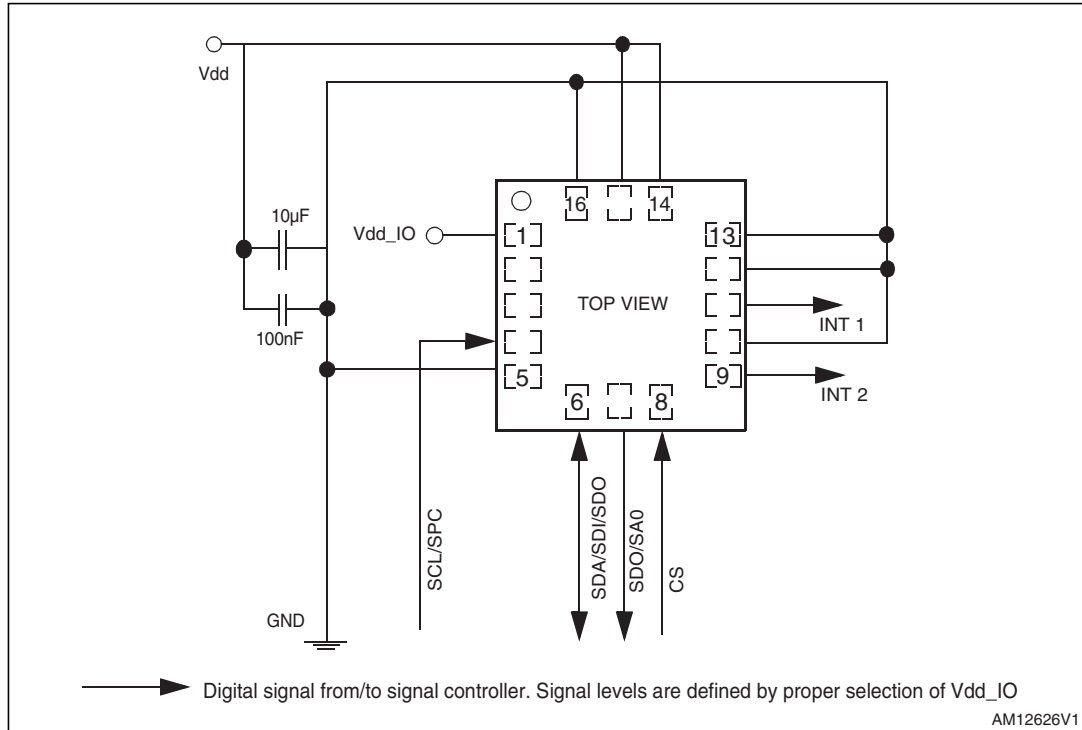 Vdd
16
14
10µF
Vdd_IO
1
13
TOP VIEW
INT 1
100nF
5
9
INT 2
6
8
SCL/SPC
SDA/SDI/SDO
SDO/SA0
CS
GND
Digital signal from/to signal controller. Signal levels are defined by proper selection of Vdd_IO
AM12626V1